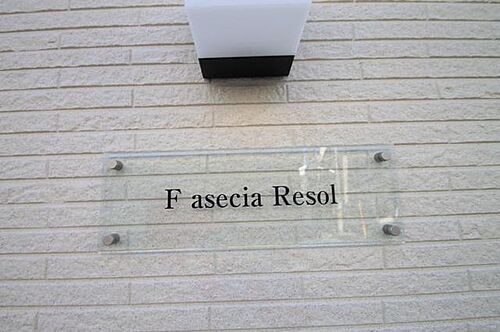 F asecia Resol